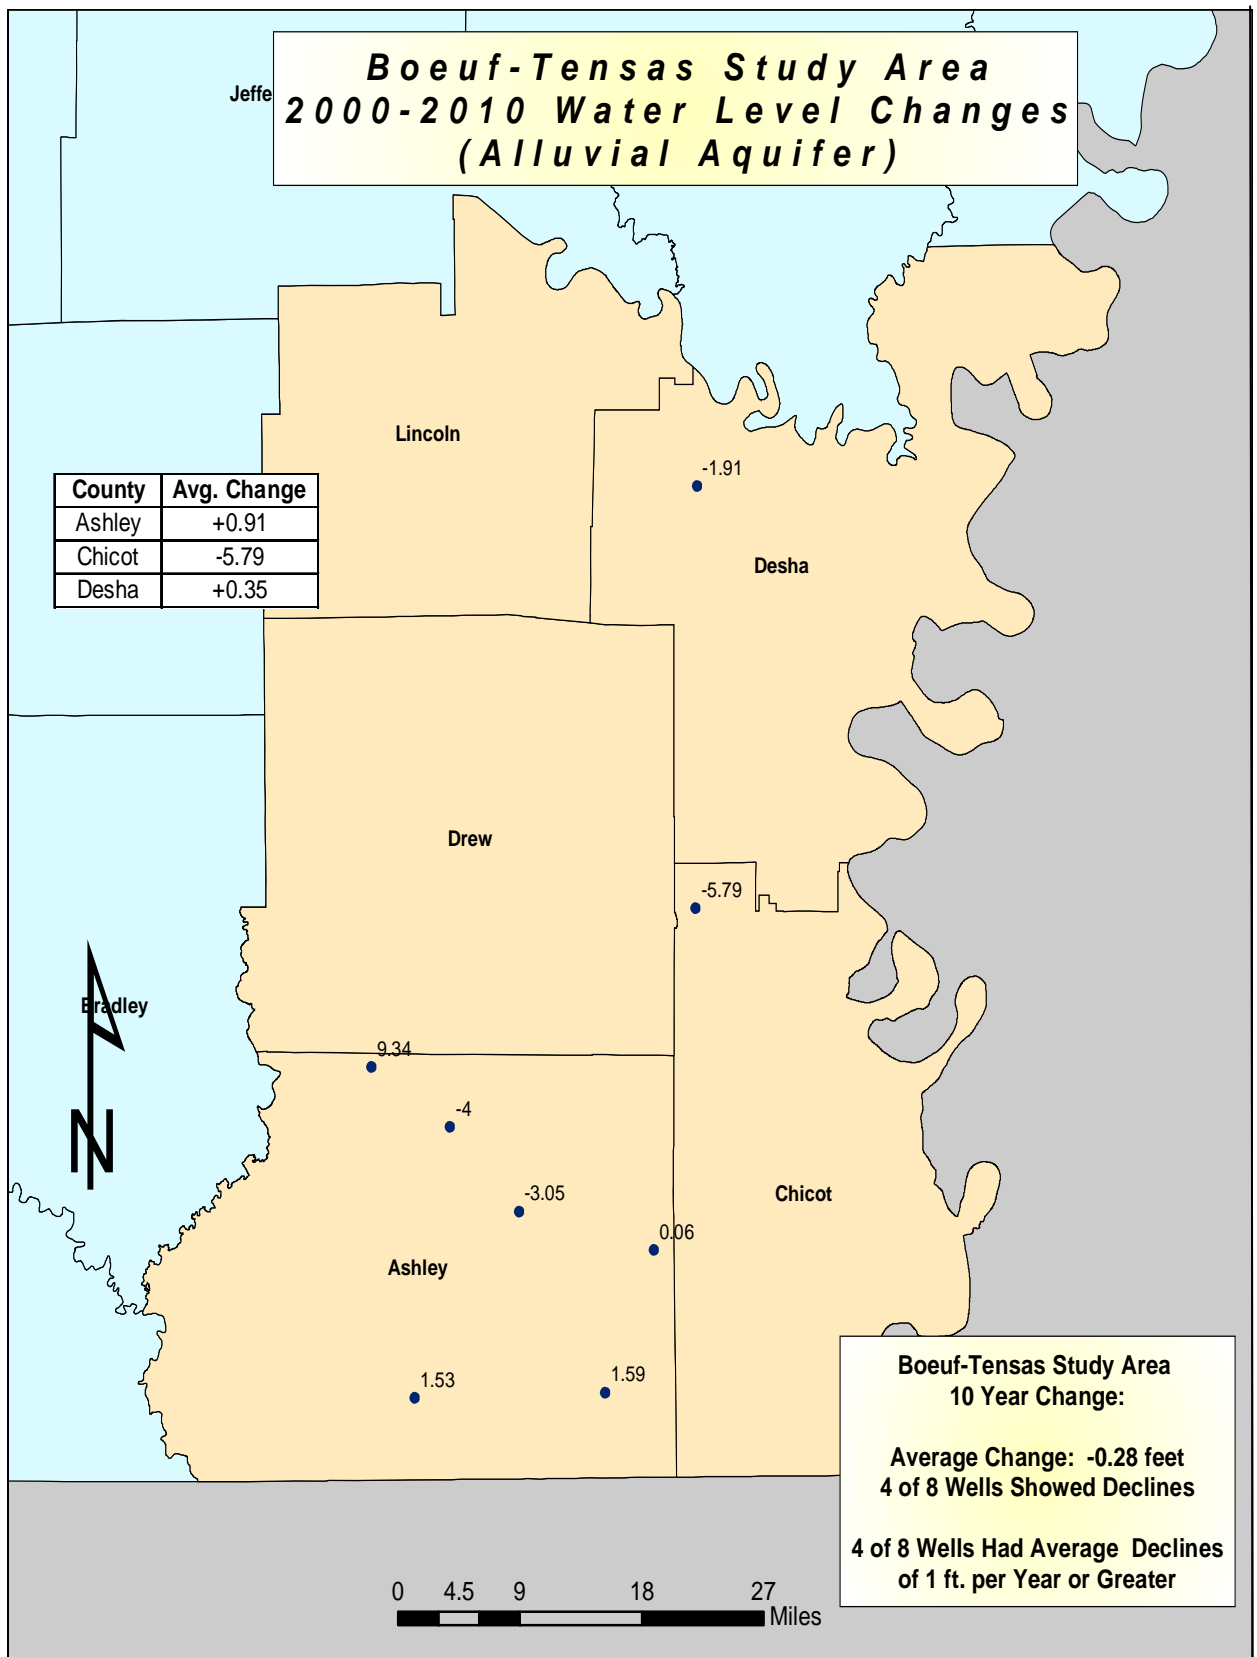 Boeuf-Tensas Study Area
2000-2010 Water Level Changes
(Alluvial Aquifer)
Jeffe
Lincoln
-1.91
County Avg. Change
Ashley +0.91
Chicot -5.79
Desha +0.35
Desha
Drew
-5.79
Bradley
9.34
-4
N
-3.05
Chicot
0.06
Ashley
1.53
1.59
Boeuf-Tensas Study Area
10 Year Change:
Average Change: -0.28 feet
4 of 8 Wells Showed Declines
4 of 8 Wells Had Average Declines
of 1 ft. per Year or Greater
0 4.5 9 18 27
Miles